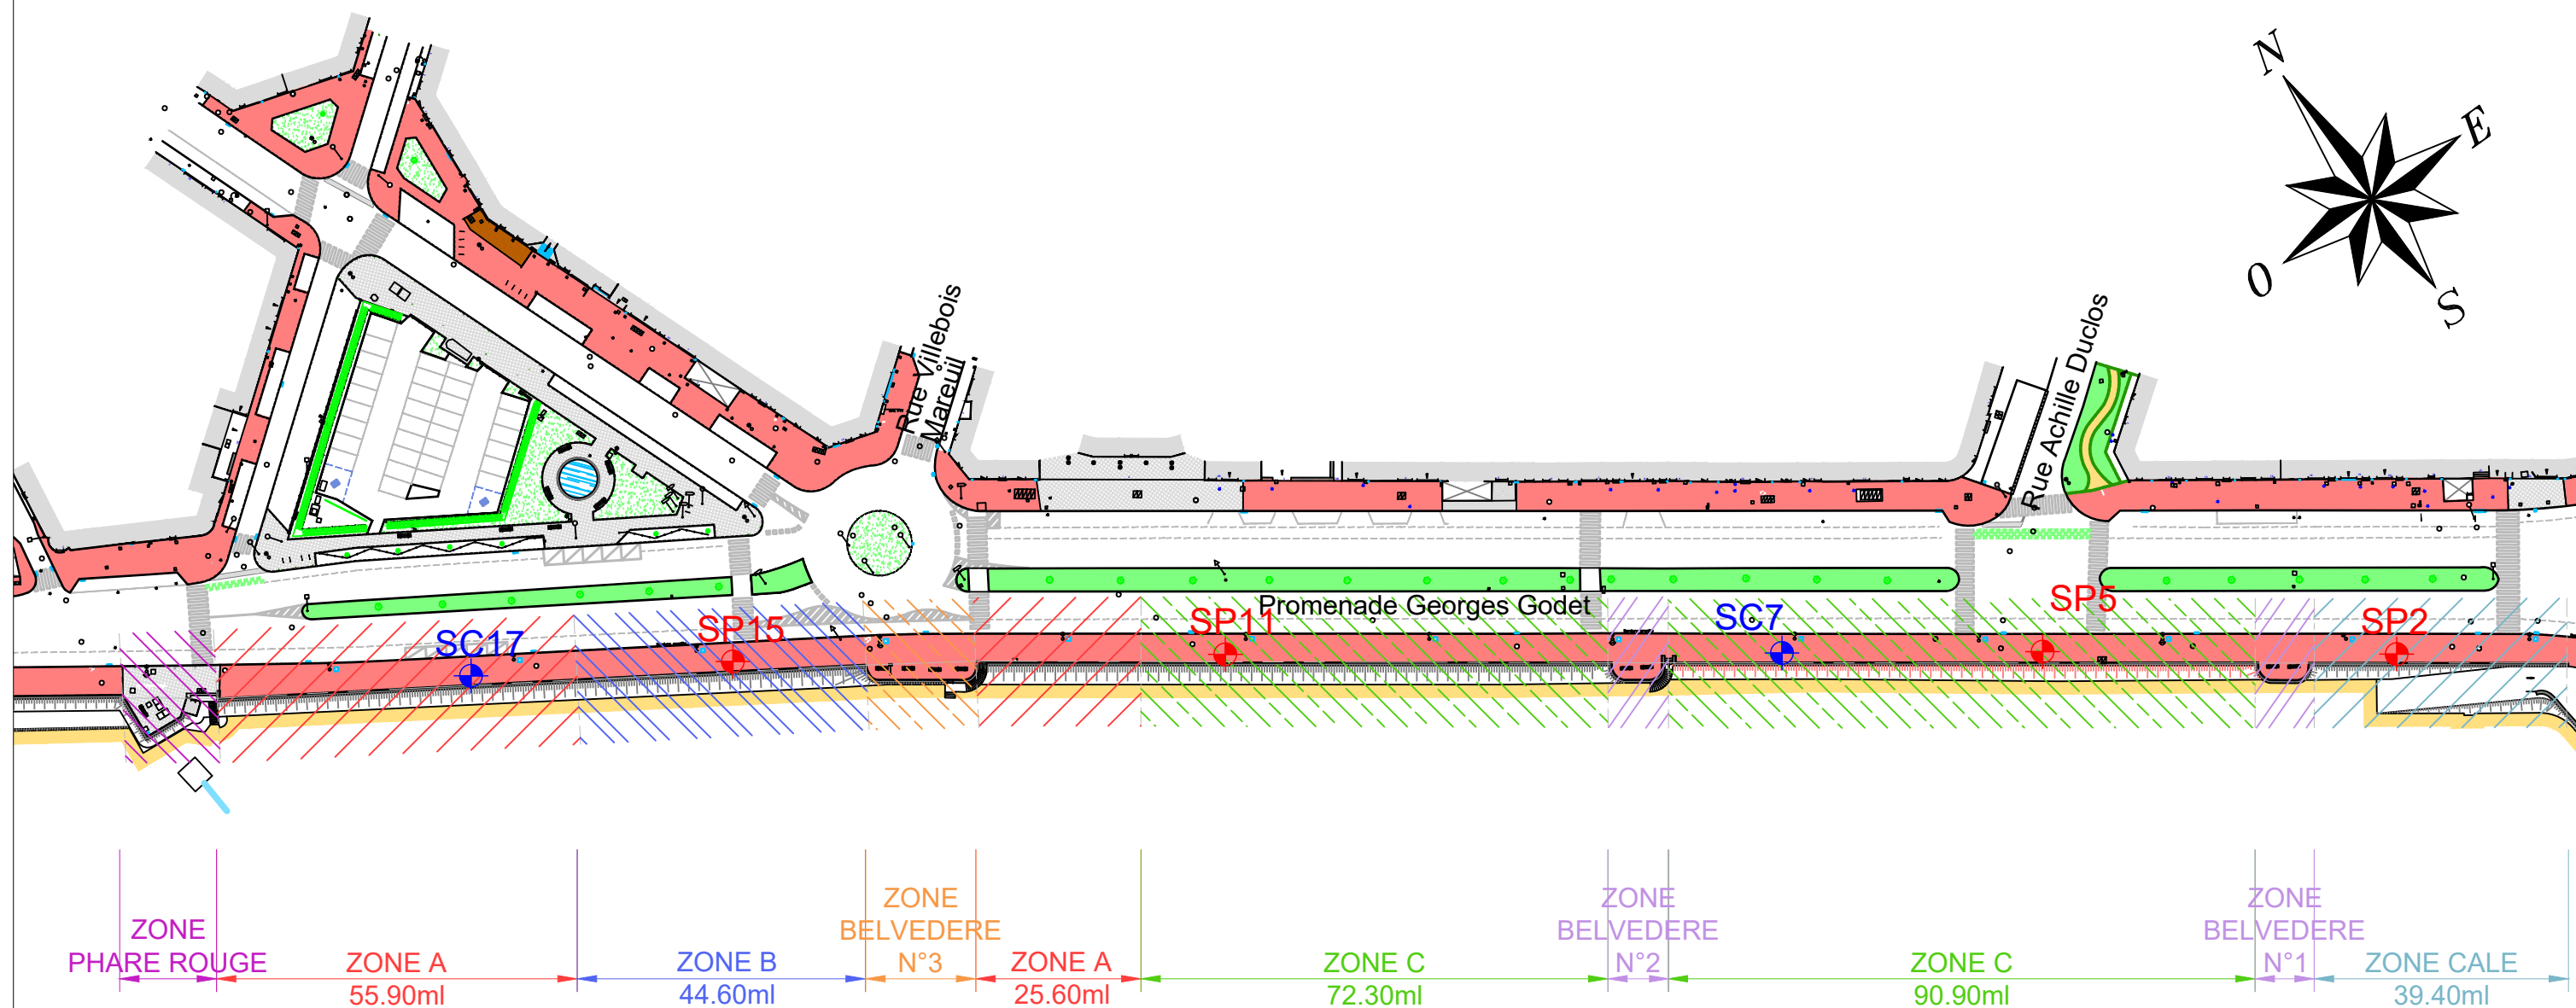 N
E
O
S
Rue Villebois
Mareuil
Rue Achille Duclos
Promenade Georges Godet
SC17
SP15
SP11
SC7
SP5
SP2
ZONE
PHARE ROUGE
ZONE A
55.90ml
ZONE B
44.60ml
ZONE
BELVEDERE
N°3
ZONE A
25.60ml
ZONE C
72.30ml
ZONE
BELVEDERE
N°2
ZONE C
90.90ml
ZONE
BELVEDERE
N°1
ZONE CALE
39.40ml